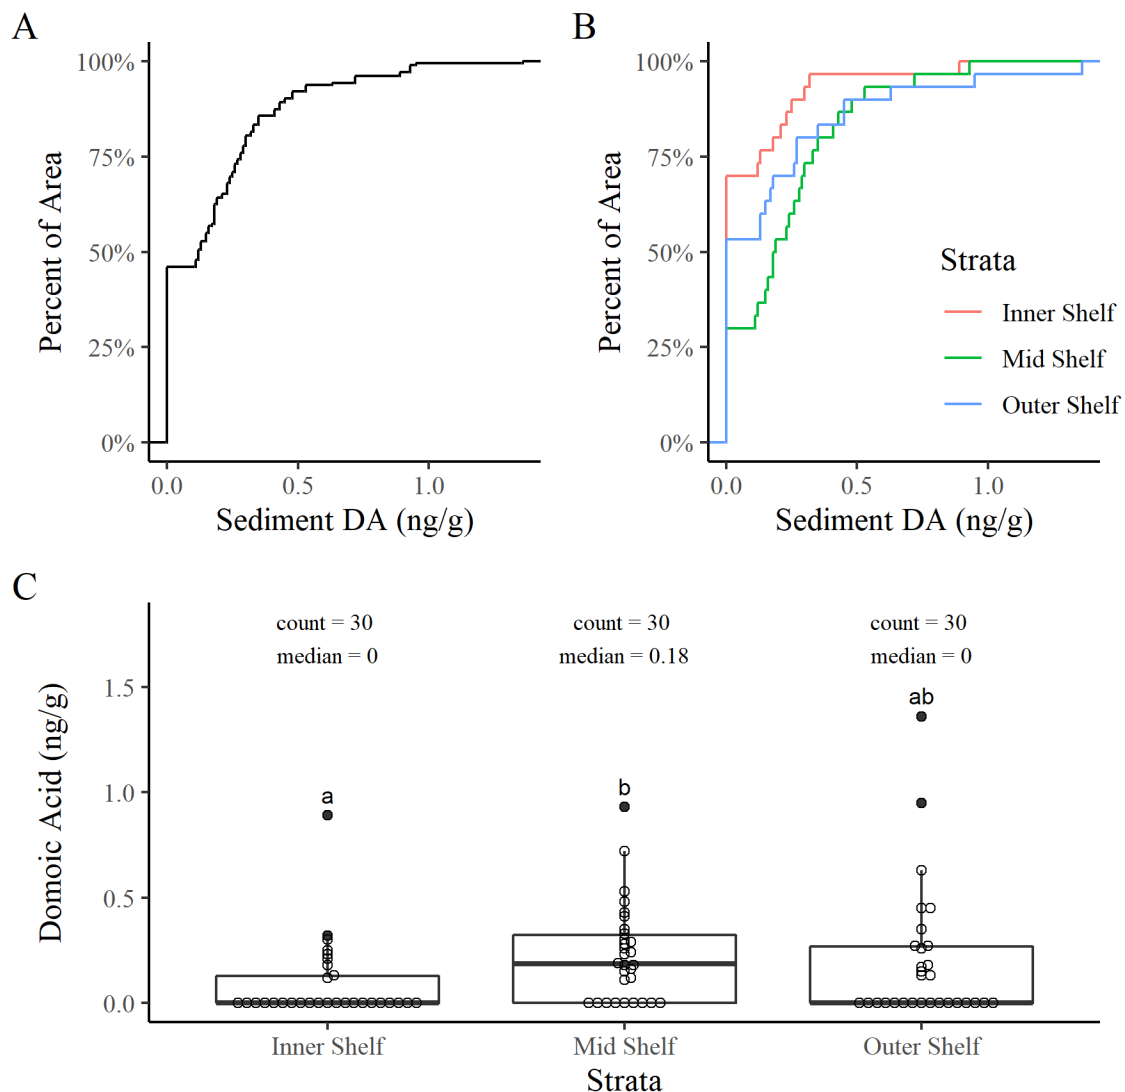 A
100%
75%
50%
25%
0%
Percent of Area
0.0 0.5 1.0
Sediment DA (ng/g)
B
100%
75%
50%
25%
0%
Percent of Area
Strata
Inner Shelf
Mid Shelf
Outer Shelf
0.0 0.5 1.0
Sediment DA (ng/g)
C
count = 30 count = 30 count = 30
median = 0 median = 0.18 median = 0
1.5
1.0
0.5
0.0
Domoic Acid (ng/g)
a b ab
Inner Shelf Mid Shelf Outer Shelf
Strata